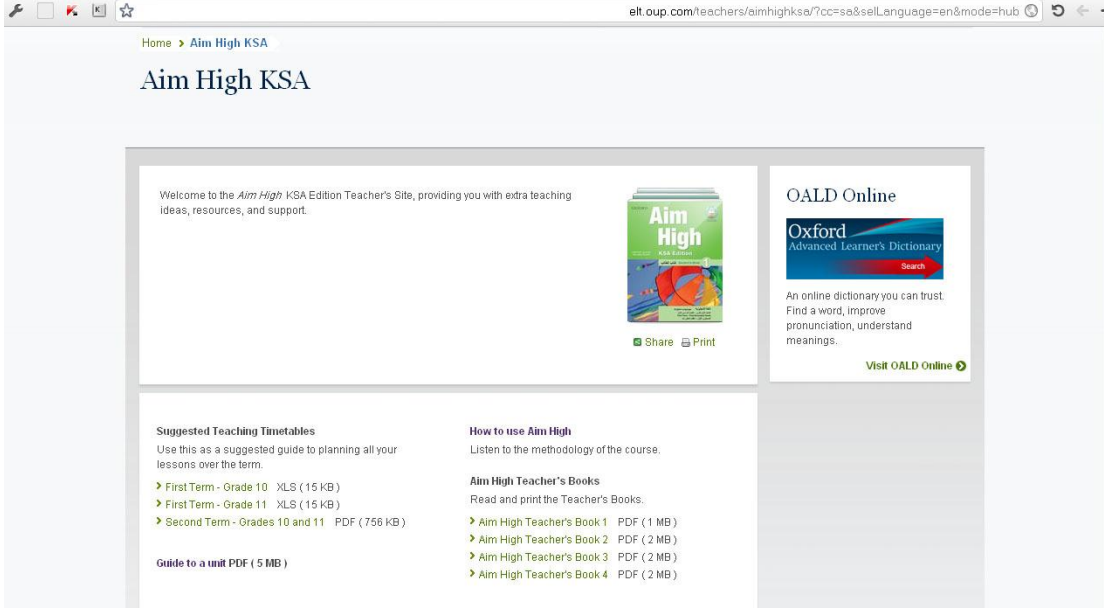 elt.oup.com/teachers/aimhighksa/?cc=sa&selLanguage=en&mode=hub
Home > Aim High KSA
Aim High KSA
Welcome to the Aim High KSA Edition Teacher's Site, providing you with extra teaching
ideas, resources, and support.
Aim
High
KSA Edition
1
Share Print
OALD Online
Oxford
Advanced Learner's Dictionary
Search
An online dictionary you can trust.
Find a word, improve
pronunciation, understand
meanings.
Visit OALD Online
Suggested Teaching Timetables
Use this as a suggested guide to planning all your
lessons over the term.
First Term - Grade 10 XLS ( 15 KB )
First Term - Grade 11 XLS ( 15 KB )
Second Term - Grades 10 and 11 PDF ( 756 KB )
Guide to a unit PDF ( 5 MB )
How to use Aim High
Listen to the methodology of the course.
Aim High Teacher's Books
Read and print the Teacher's Books.
Aim High Teacher's Book 1 PDF ( 1 MB )
Aim High Teacher's Book 2 PDF ( 2 MB )
Aim High Teacher's Book 3 PDF ( 2 MB )
Aim High Teacher's Book 4 PDF ( 2 MB )